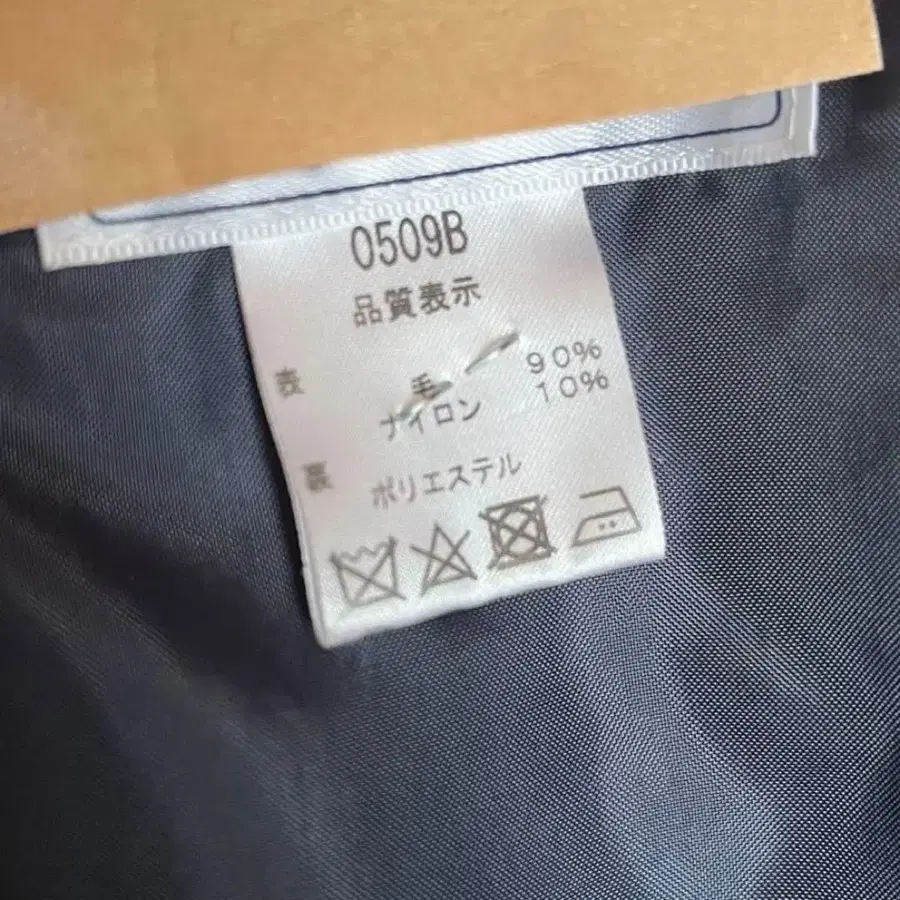 0509B
品質表示
表 毛 90%
ナイロン 10%
裏 ポリエステル